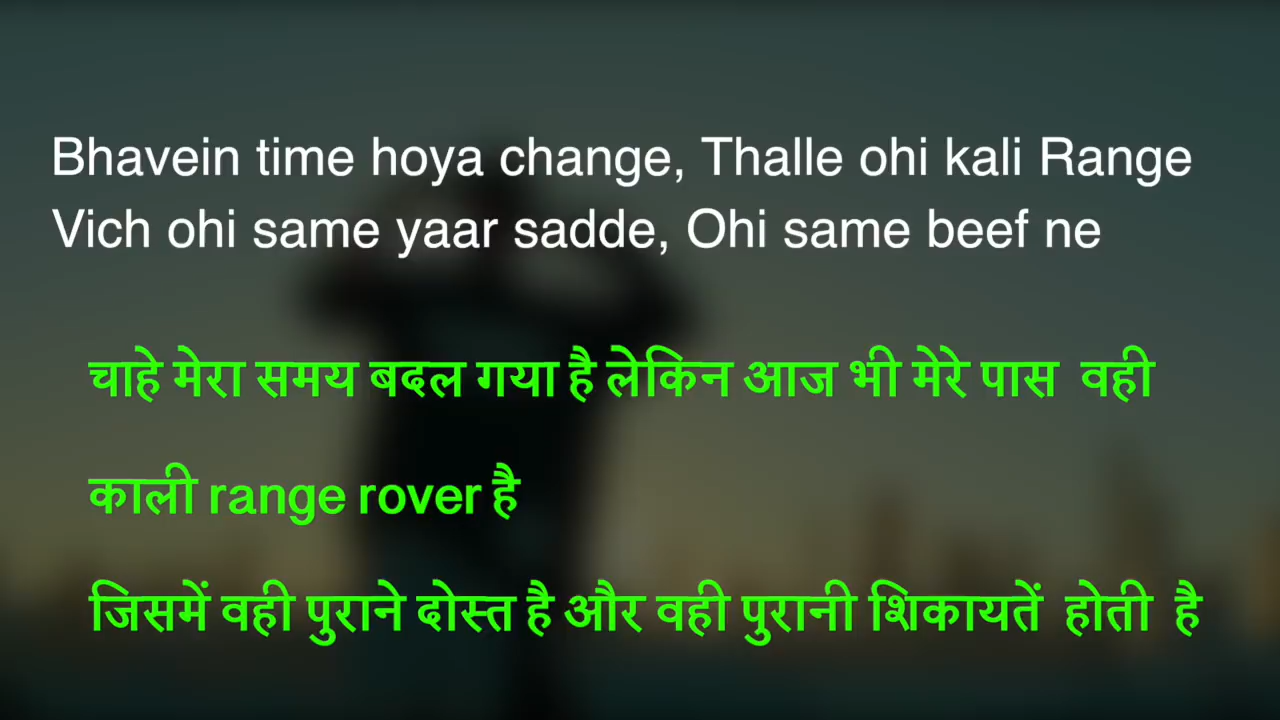 Bhavein time hoya change, Thalle ohi kali Range
Vich ohi same yaar sadde, Ohi same beef ne
चाहे मेरा समय बदल गया है लेकिन आज भी मेरे पास वही
काली range rover है
जिसमें वही पुराने दोस्त है और वही पुरानी शिकायतें होती है